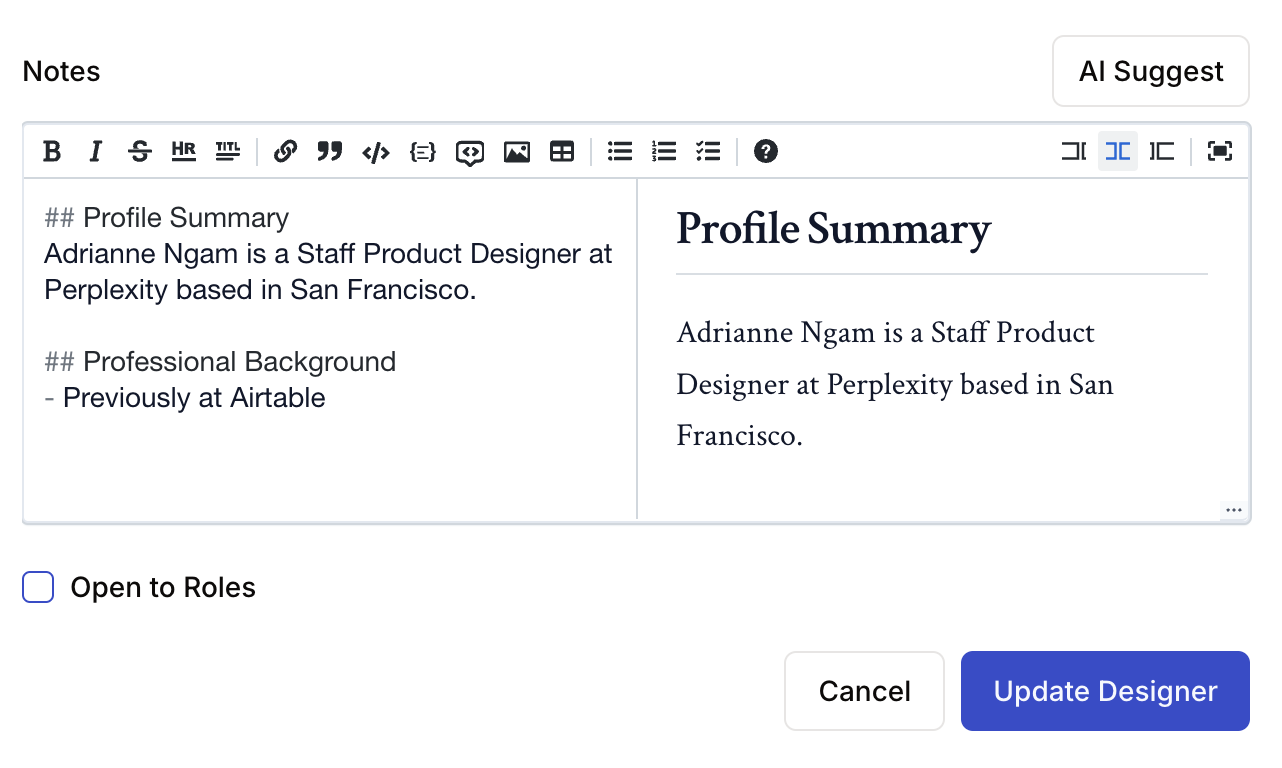 Notes
AI Suggest
B I S HR TITL
## Profile Summary
Adrianne Ngam is a Staff Product Designer at
Perplexity based in San Francisco.
## Professional Background
- Previously at Airtable
Profile Summary
Adrianne Ngam is a Staff Product
Designer at Perplexity based in San
Francisco.
Open to Roles
Cancel
Update Designer